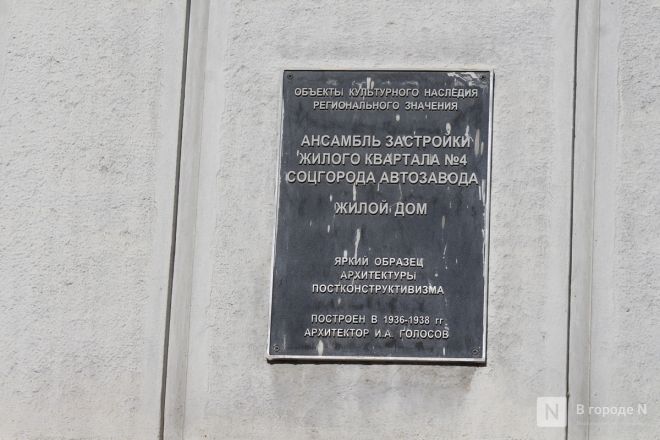 ОБЪЕКТЫ КУЛЬТУРНОГО НАСЛЕДИЯ
РЕГИОНАЛЬНОГО ЗНАЧЕНИЯ
АНСАМБЛЬ ЗАСТРОЙКИ
ЖИЛОГО КВАРТАЛА №4
СОЦГОРОДА АВТОЗАВОДА
ЖИЛОЙ ДОМ
ЯРКИЙ ОБРАЗЕЦ
АРХИТЕКТУРЫ
ПОСТКОНСТРУКТИВИЗМА
ПОСТРОЕН В 1936-1938 гг
АРХИТЕКТОР И.А. ГОЛОСОВ
N В городе N